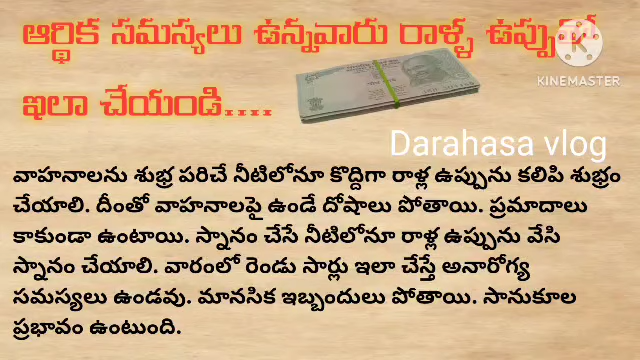 ఆర్థిక సమస్యలు ఉన్నవారు రాళ్ళ ఉప్పుతో
ఇలా చేయండి....
KINEMASTER
Darahasa vlog
వాహనాలను శుభ్ర పరిచే నీటిలోనూ కొద్దిగా రాళ్ల ఉప్పును కలిపి శుభ్రం
చేయాలి. దీంతో వాహనాలపై ఉండే దోషాలు పోతాయి. ప్రమాదాలు
కాకుండా ఉంటాయి. స్నానం చేసే నీటిలోనూ రాళ్ల ఉప్పును వేసి
స్నానం చేయాలి. వారంలో రెండు సార్లు ఇలా చేస్తే అనారోగ్య
సమస్యలు ఉండవు. మానసిక ఇబ్బందులు పోతాయి. సానుకూల
ప్రభావం ఉంటుంది.